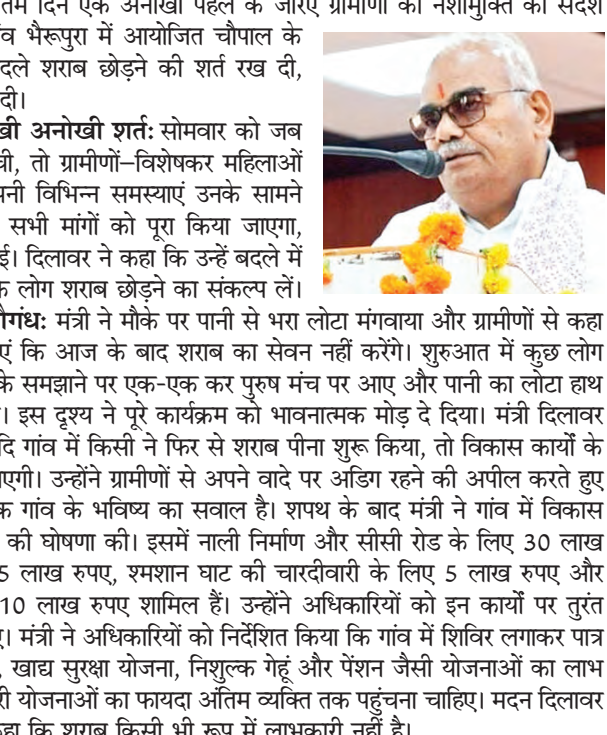 तिम दिन एक अनोखी पहल के जरिए ग्रामीणों को नशामुक्ति का संदेश
व भैरूपुरा में आयोजित चौपाल के
दले शराब छोड़ने की शर्त रख दी,
दी।
खी अनोखी शर्त: सोमवार को जब
ची, तो ग्रामीणों–विशेषकर महिलाओं
पनी विभिन्न समस्याएं उनके सामने
सभी मांगों को पूरा किया जाएगा,
ई। दिलावर ने कहा कि उन्हें बदले में
क लोग शराब छोड़ने का संकल्प लें।
गंध: मंत्री ने मौके पर पानी से भरा लोटा मंगवाया और ग्रामीणों से कहा
एं कि आज के बाद शराब का सेवन नहीं करेंगे। शुरुआत में कुछ लोग
के समझाने पर एक-एक कर पुरुष मंच पर आए और पानी का लोटा हाथ
। इस दृश्य ने पूरे कार्यक्रम को भावनात्मक मोड़ दे दिया। मंत्री दिलावर
दि गांव में किसी ने फिर से शराब पीना शुरू किया, तो विकास कार्यों के
एगी। उन्होंने ग्रामीणों से अपने वादे पर अडिग रहने की अपील करते हुए
क गांव के भविष्य का सवाल है। शपथ के बाद मंत्री ने गांव में विकास
की घोषणा की। इसमें नाली निर्माण और सीसी रोड के लिए 30 लाख
5 लाख रुपए, श्मशान घाट की चारदीवारी के लिए 5 लाख रुपए और
10 लाख रुपए शामिल हैं। उन्होंने अधिकारियों को इन कार्यों पर तुरंत
ए। मंत्री ने अधिकारियों को निर्देशित किया कि गांव में शिविर लगाकर पात्र
, खाद्य सुरक्षा योजना, निशुल्क गेहूं और पेंशन जैसी योजनाओं का लाभ
री योजनाओं का फायदा अंतिम व्यक्ति तक पहुंचना चाहिए। मदन दिलावर
कहा कि शराब किसी भी रूप में लाभकारी नहीं है।